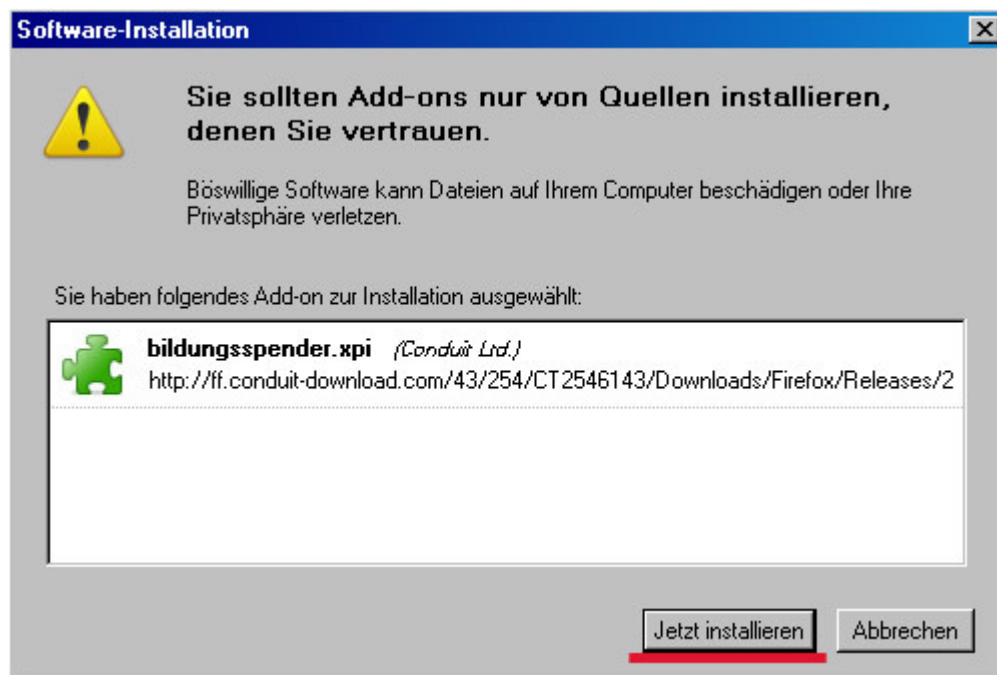 Software-Installation
Sie sollten Add-ons nur von Quellen installieren,
denen Sie vertrauen.
Böswillige Software kann Dateien auf Ihrem Computer beschädigen oder Ihre
Privatsphäre verletzen.
Sie haben folgendes Add-on zur Installation ausgewählt:
bildungsspender.xpi (Conduit Ltd.)
http://ff.conduit-download.com/43/254/CT2546143/Downloads/Firefox/Releases/2
Jetzt installieren Abbrechen